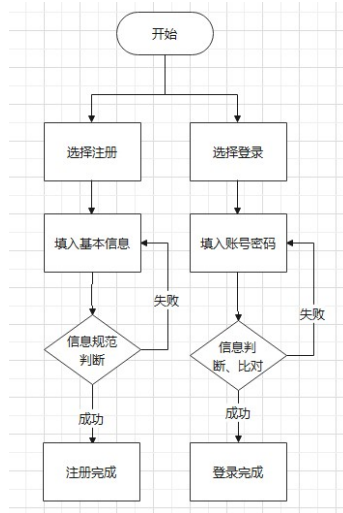 开始
选择注册
选择登录
填入基本信息
填入账号密码
失败
失败
信息规范
判断
信息判
断、比对
成功
成功
注册完成
登录完成